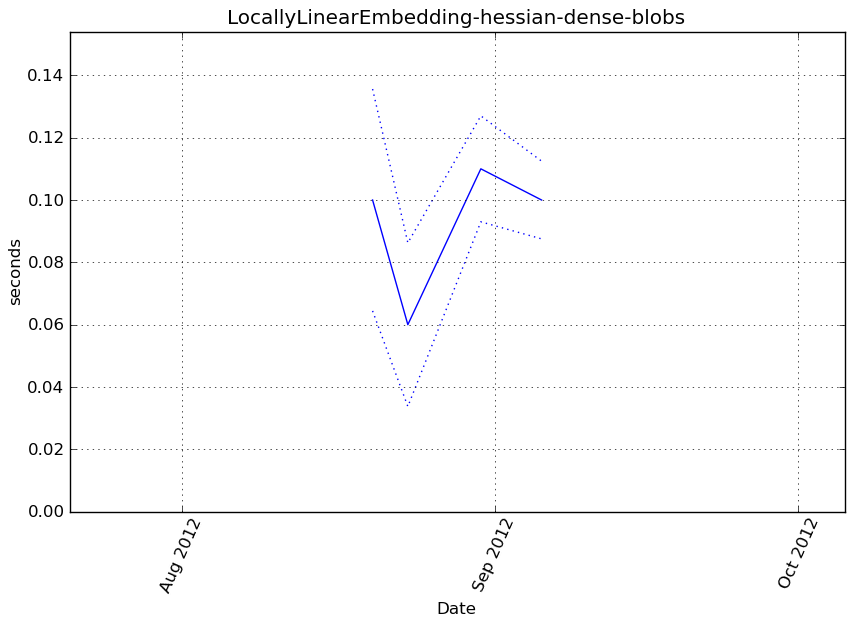 LocallyLinearEmbedding-hessian-dense-blobs
0.14
0.12
0.10
0.08
0.06
0.04
0.02
0.00
seconds
Aug 2012
Sep 2012
Oct 2012
Date